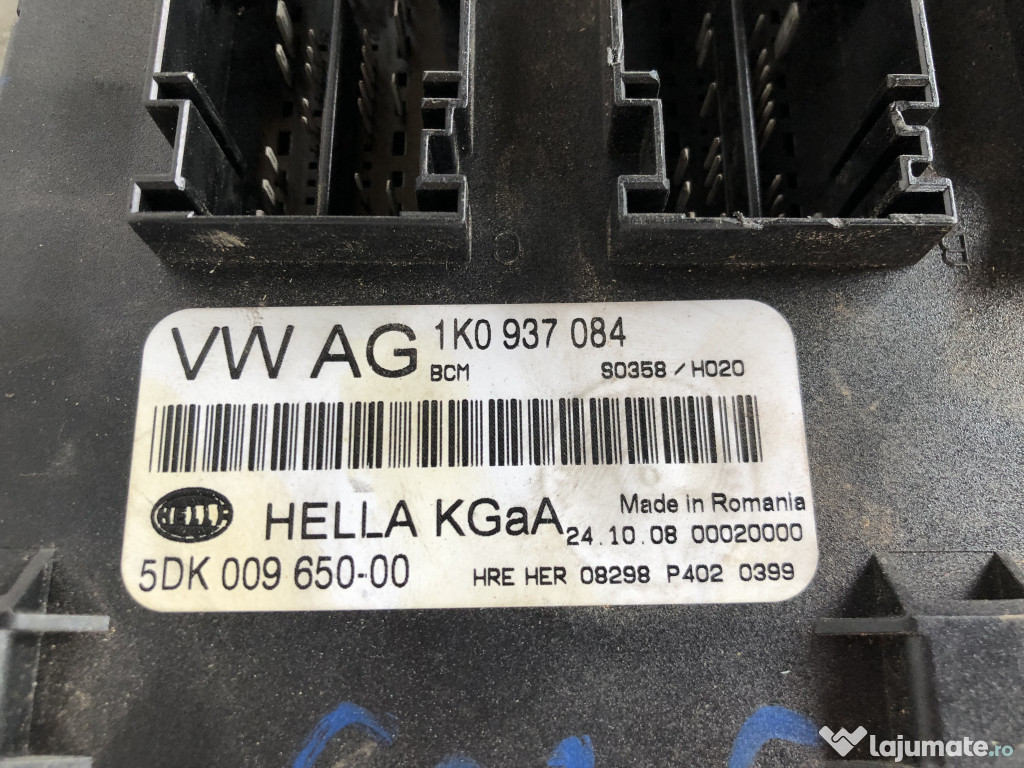 C
B
VW AG 1K0 937 084
BCM S0358 / H020
HELLA HELLA KGaA Made in Romania
24.10.08 00020000
5DK 009 650-00 HRE HER 08298 P402 0399
lajumate.ro